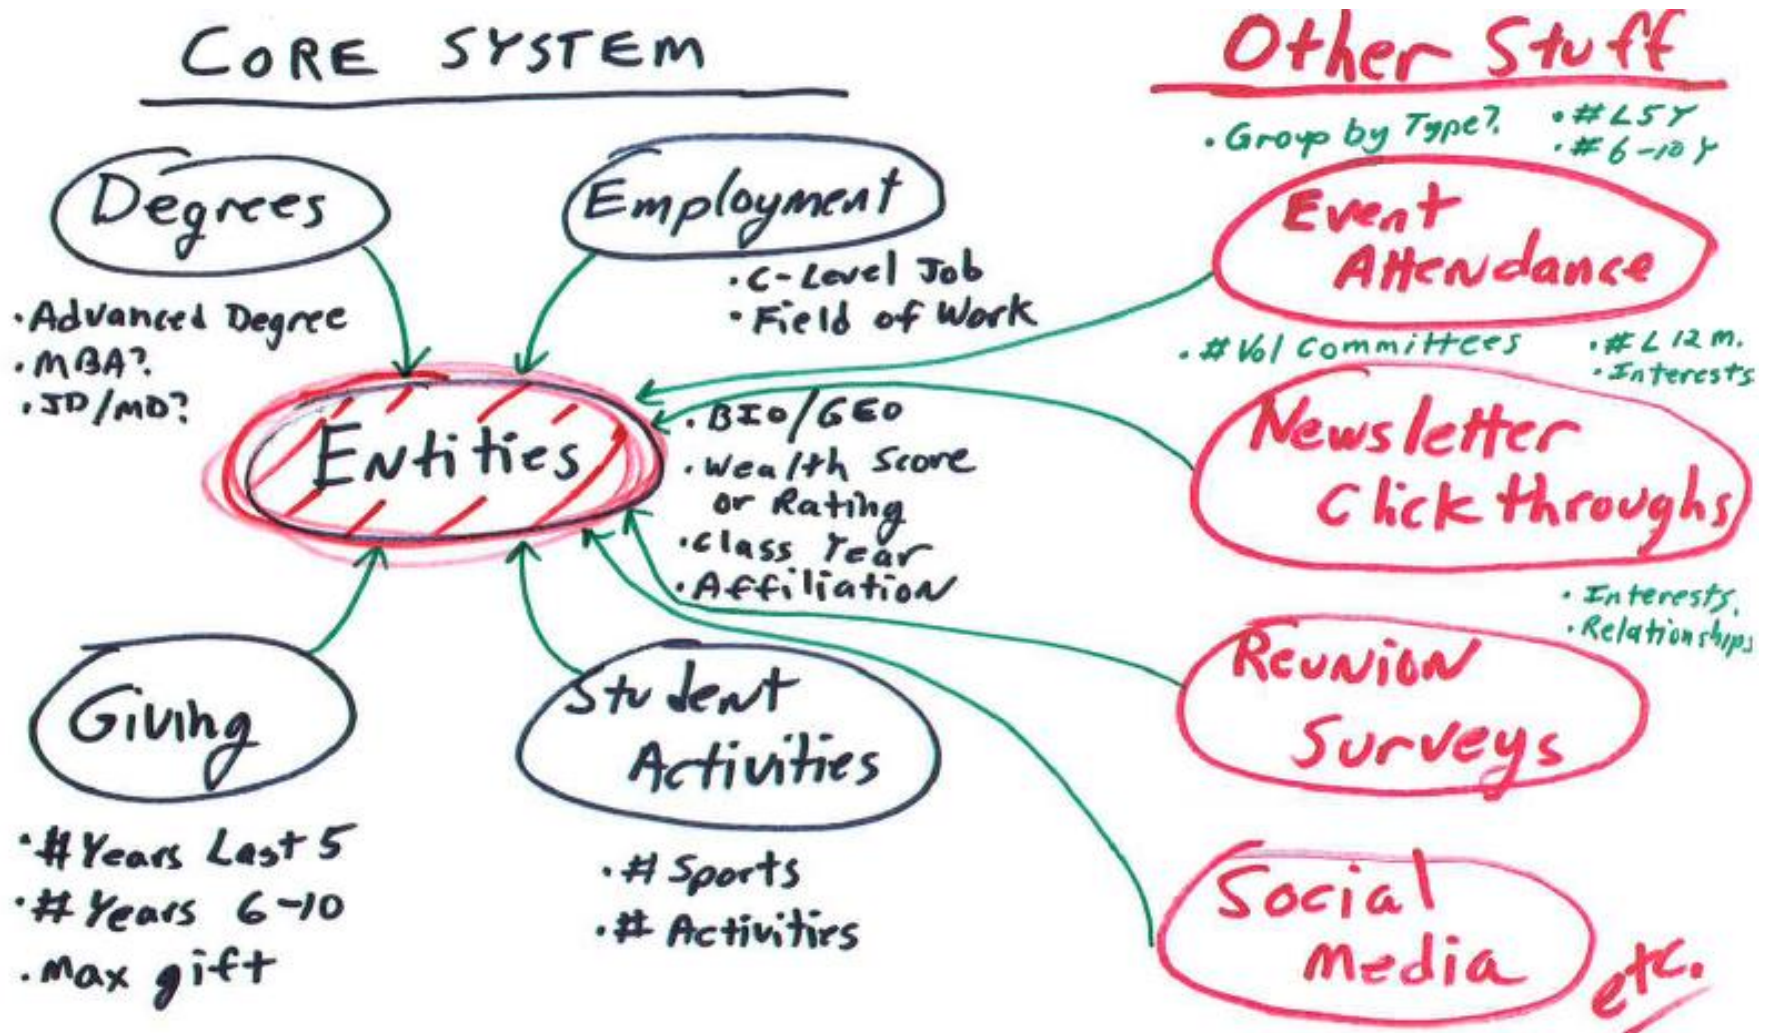 CORE SYSTEM
Degrees
Employment
• Advanced Degree
• MBA?
• JD/MD?
• C-Level Job
• Field of Work
Entities
• BIO/GEO
• Wealth Score
or Rating
• Class Year
• Affiliation
Giving
Student
Activities
• # Years Last 5
• # Years 6-10
• Max gift
• # Sports
• # Activities
Other Stuff
• Group by Type?
• # L5Y
• # 6-10Y
Event
Attendance
• # Vol Committees
• # L12m.
• Interests
Newsletter
Click throughs
• Interests,
• Relationships
Reunion
Surveys
Social
Media
etc.